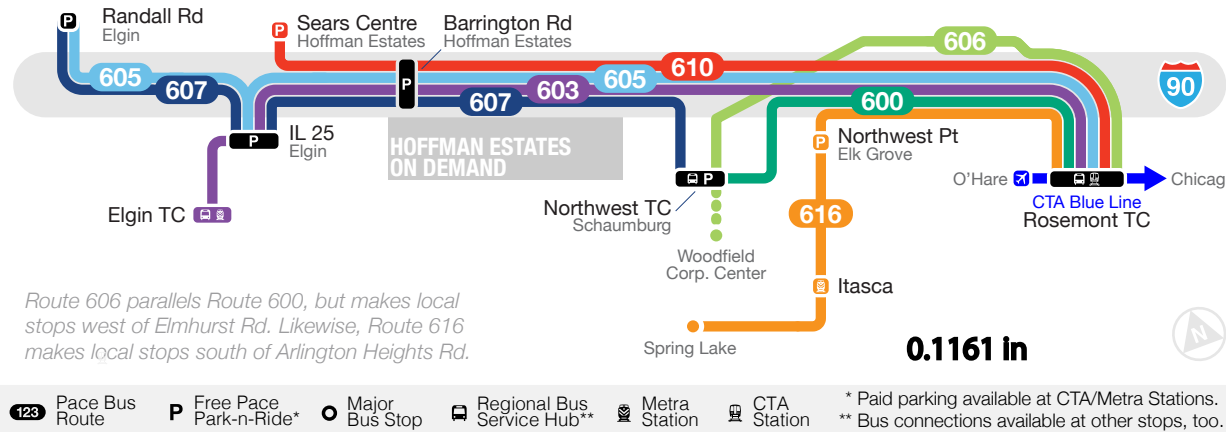 Randall Rd
Elgin
Sears Centre
Hoffman Estates
Barrington Rd
Hoffman Estates
606
605
607
P
610
605
603
607
600
90
IL 25
Elgin
HOFFMAN ESTATES
ON DEMAND
Northwest Pt
Elk Grove
Elgin TC
Northwest TC
Schaumburg
O'Hare
Chicag
CTA Blue Line
Rosemont TC
616
Woodfield
Corp. Center
Itasca
Spring Lake
Route 606 parallels Route 600, but makes local
stops west of Elmhurst Rd. Likewise, Route 616
makes local stops south of Arlington Heights Rd.
0.1161 in
N
123 Pace Bus
Route
P Free Pace
Park-n-Ride*
Major
Bus Stop
Regional Bus
Service Hub**
Metra
Station
CTA
Station
* Paid parking available at CTA/Metra Stations.
** Bus connections available at other stops, too.